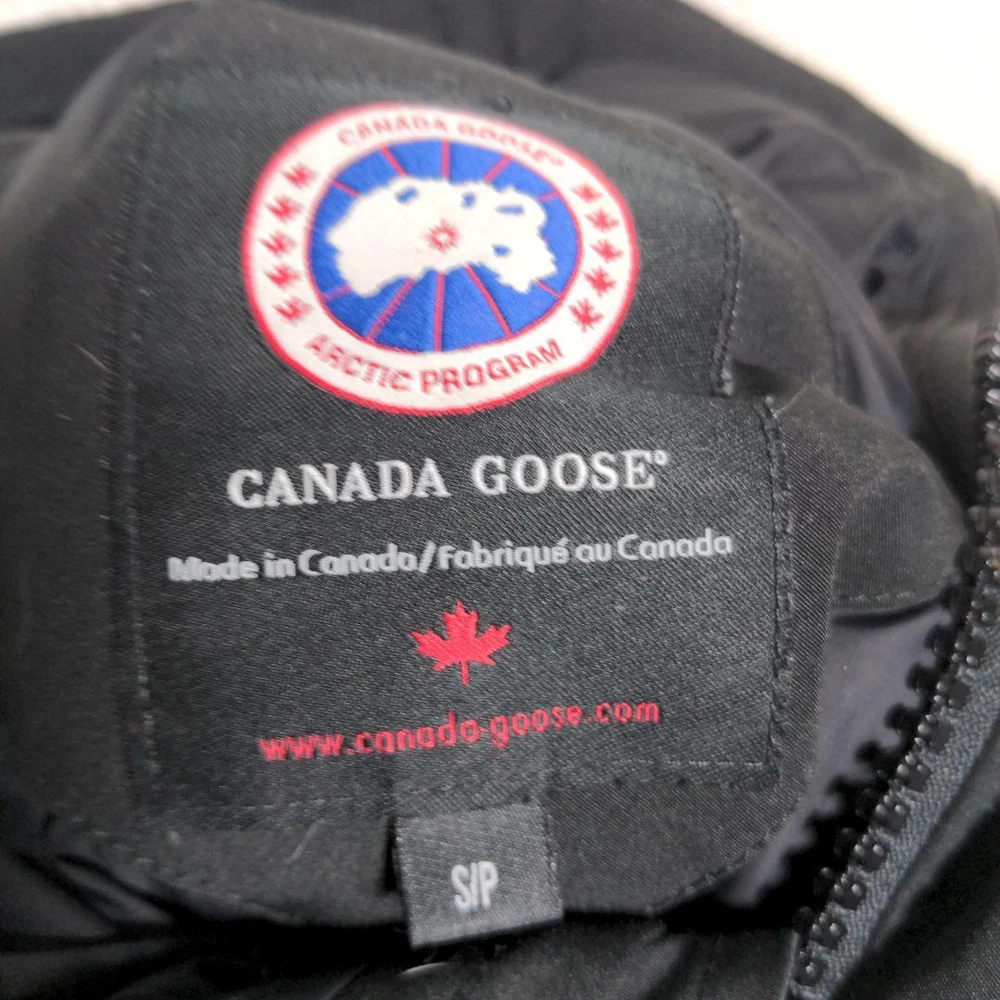 CANADA GOOSE®
ARCTIC PROGRAM
CANADA GOOSE®
Made in Canada/Fabriqué au Canada
www.canada-goose.com
S/P